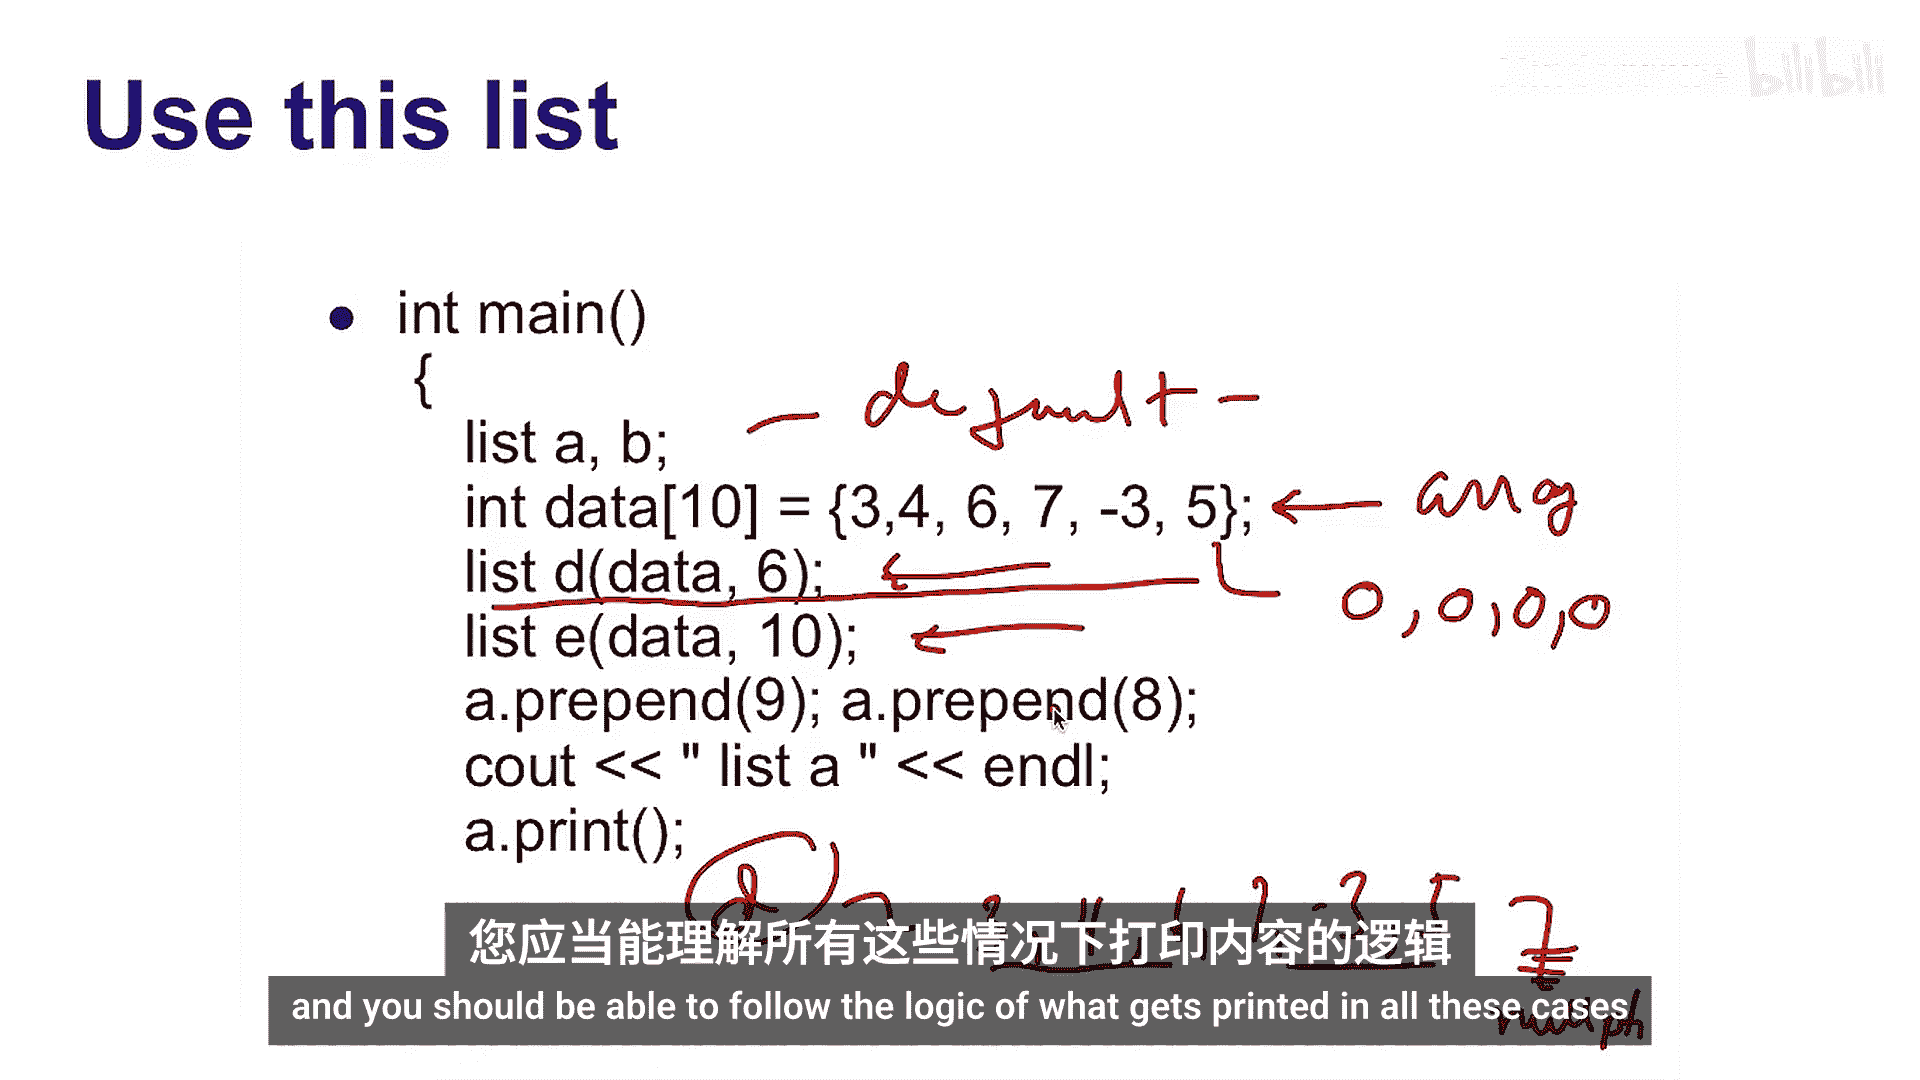 bilibili
Use this list
● int main()
{
— default —
list a, b;
int data[10] = {3,4, 6, 7, -3, 5};
list d(data, 6);
0, 0, 0, 0
list e(data, 10);
a.prepend(9); a.prepend(8);
cout << " list a " << endl;
a.print();
您应当能理解所有这些情况下打印内容的逻辑
and you should be able to follow the logic of what gets printed in all these cases